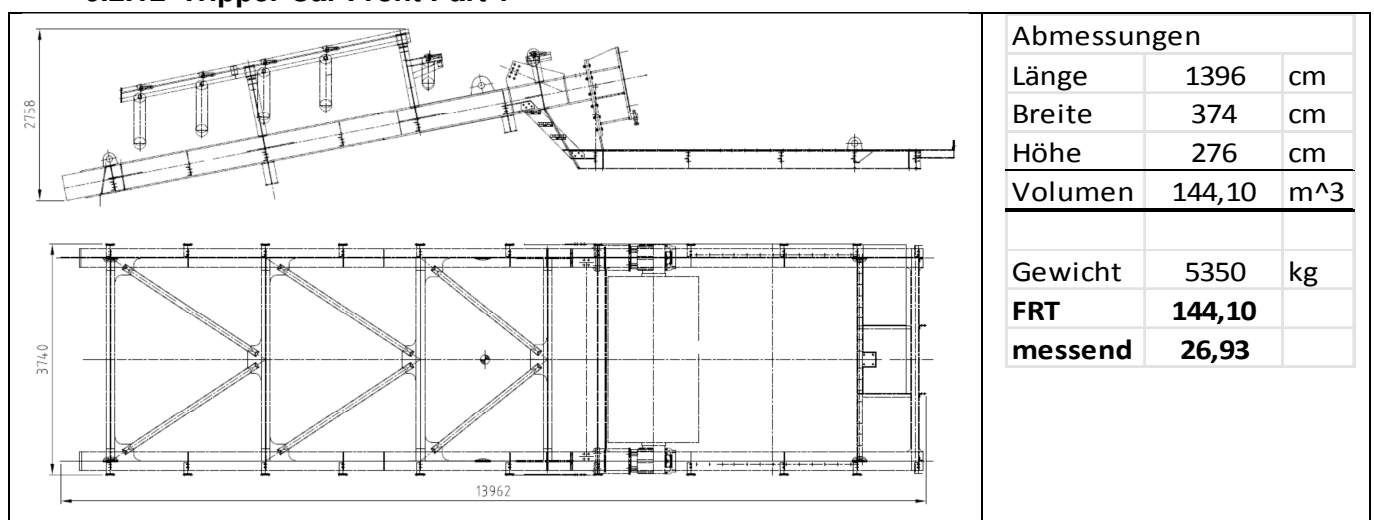 2758
3740
13962
Abmessungen
Länge 1396 cm
Breite 374 cm
Höhe 276 cm
Volumen 144,10 m^3
Gewicht 5350 kg
FRT 144,10
messend 26,93